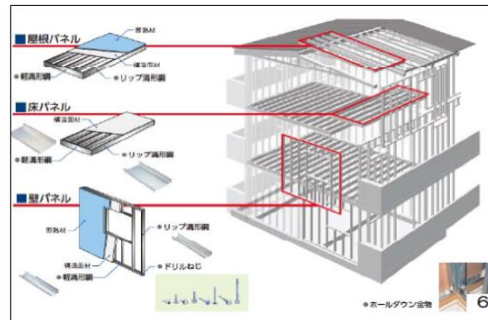 ■屋根パネル
断熱材
構造面材
●軽溝形鋼
●リップ溝形鋼
■床パネル
構造面材
●軽溝形鋼
●リップ溝形鋼
■壁パネル
断熱材
●リップ溝形鋼
構造面材
●軽溝形鋼
●ドリルねじ
●ホールダウン金物
6